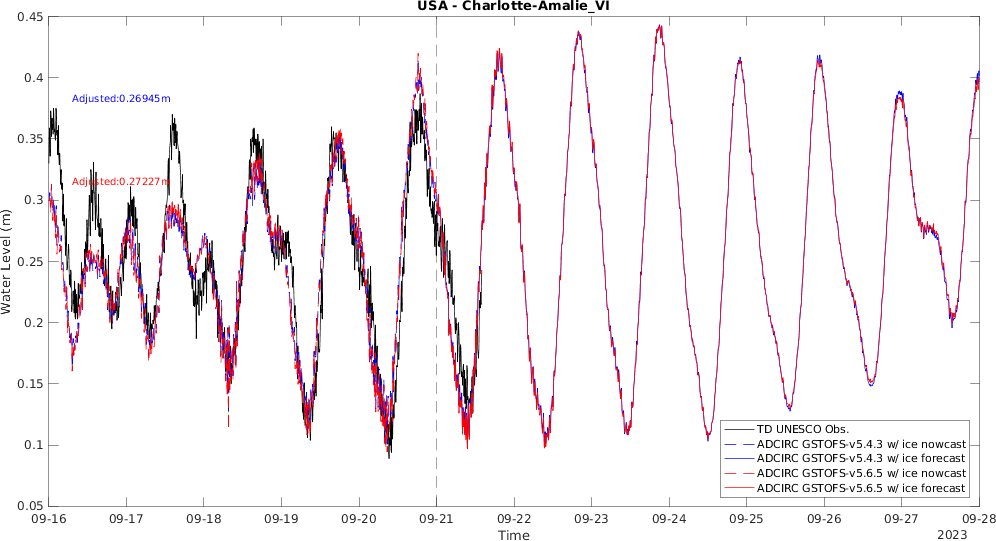 USA - Charlotte-Amalie_VI
0.45
0.4
0.35
0.3
0.25
0.2
0.15
0.1
0.05
Water Level (m)
Adjusted:0.26945m
Adjusted:0.27227m
TD UNESCO Obs.
ADCIRC GSTOFS-v5.4.3 w/ ice nowcast
ADCIRC GSTOFS-v5.4.3 w/ ice forecast
ADCIRC GSTOFS-v5.6.5 w/ ice nowcast
ADCIRC GSTOFS-v5.6.5 w/ ice forecast
09-16 09-17 09-18 09-19 09-20 09-21 09-22 09-23 09-24 09-25 09-26 09-27 09-28
Time
2023